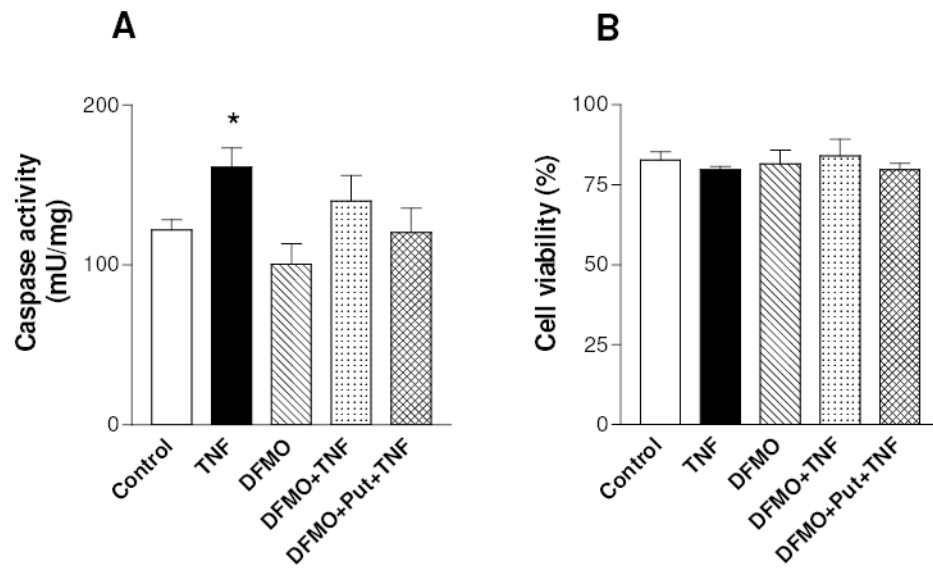 A
Caspase activity
(mU/mg)
200
100
0
*
Control
TNF
DFMO
DFMO+TNF
DFMO+Put+TNF
B
Cell viability (%)
100
75
50
25
0
Control
TNF
DFMO
DFMO+TNF
DFMO+Put+TNF